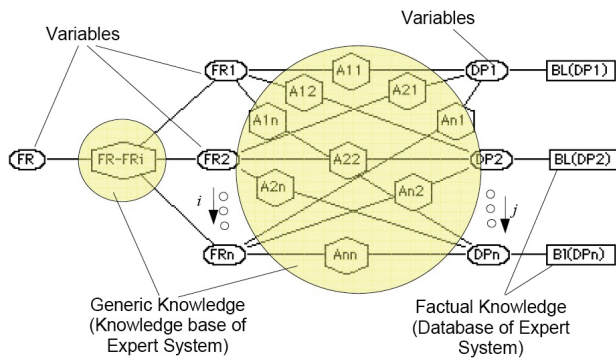 Variables
Variables
FR1
A11
DP1
BL(DP1)
A12
A21
A1n
An1
FR
FR-FRi
FR2
A22
DP2
BL(DP2)
A2n
An2
i
j
FRn
Ann
DPn
B1(DPn)
Generic Knowledge
(Knowledge base of
Expert System)
Factual Knowledge
(Database of Expert
System)